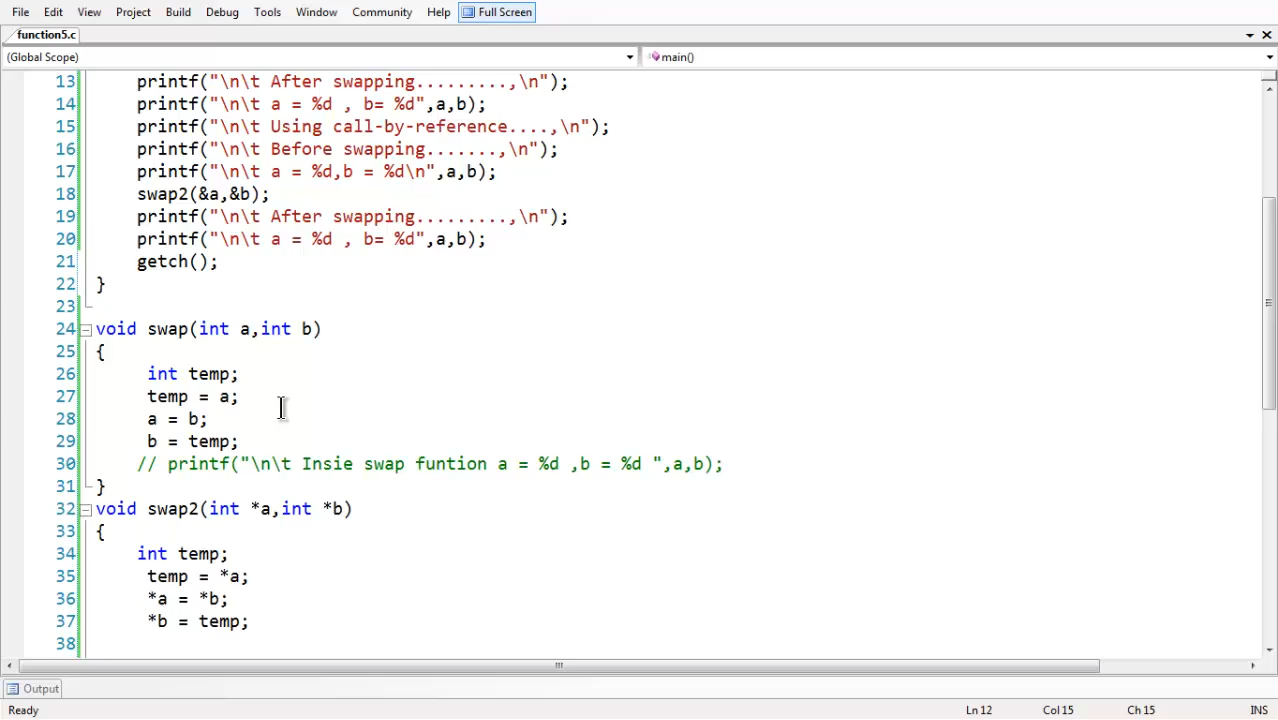 File Edit View Project Build Debug Tools Window Community Help Full Screen
function5.c
(Global Scope) main()
13 printf("\n\t After swapping.........,\n");
14 printf("\n\t a = %d , b= %d",a,b);
15 printf("\n\t Using call-by-reference....,\n");
16 printf("\n\t Before swapping.......,\n");
17 printf("\n\t a = %d,b = %d\n",a,b);
18 swap2(&a,&b);
19 printf("\n\t After swapping.........,\n");
20 printf("\n\t a = %d , b= %d",a,b);
21 getch();
22 }
23
24 void swap(int a,int b)
25 {
26 int temp;
27 temp = a;
28 a = b;
29 b = temp;
30 // printf("\n\t Insie swap funtion a = %d ,b = %d ",a,b);
31 }
32 void swap2(int *a,int *b)
33 {
34 int temp;
35 temp = *a;
36 *a = *b;
37 *b = temp;
38
Output
Ready Ln 12 Col 15 Ch 15 INS